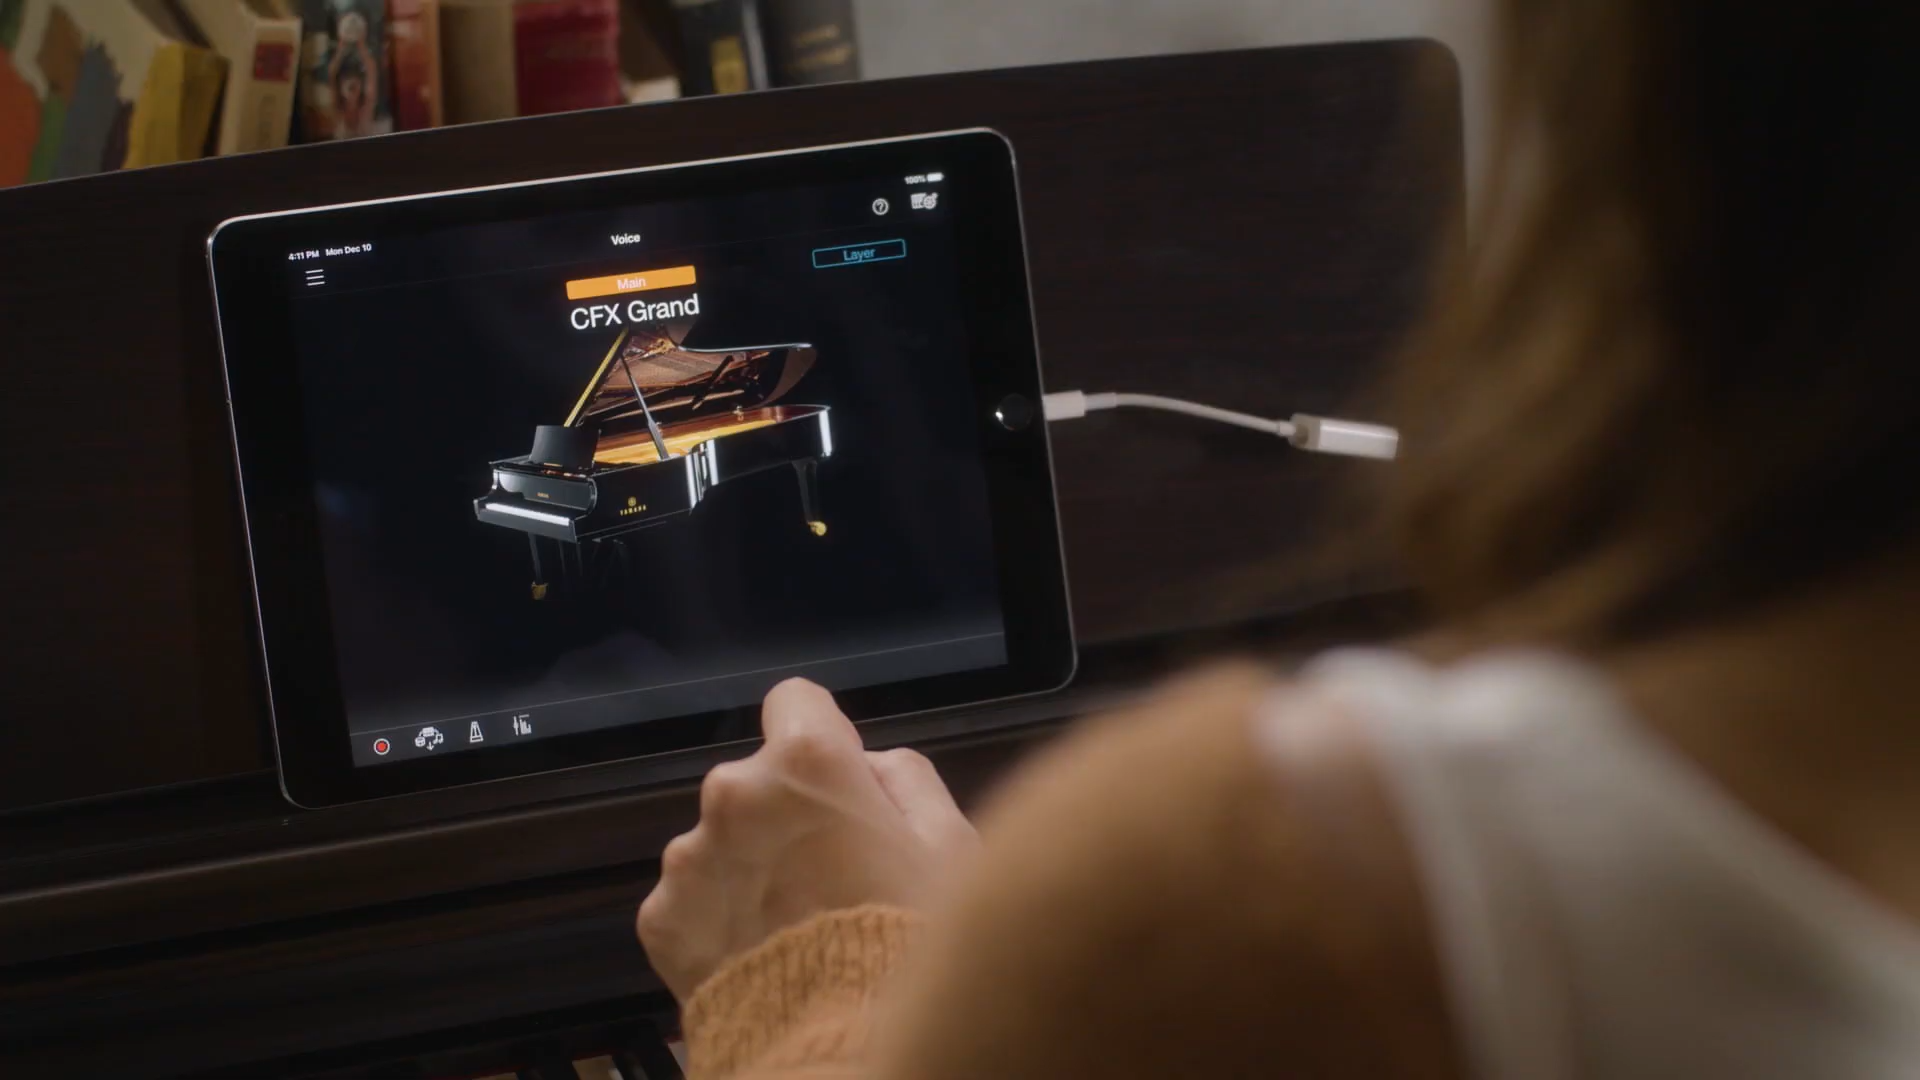 100%
4:11 PM Mon Dec 10
Voice
Layer
Main
CFX Grand
YAMAHA